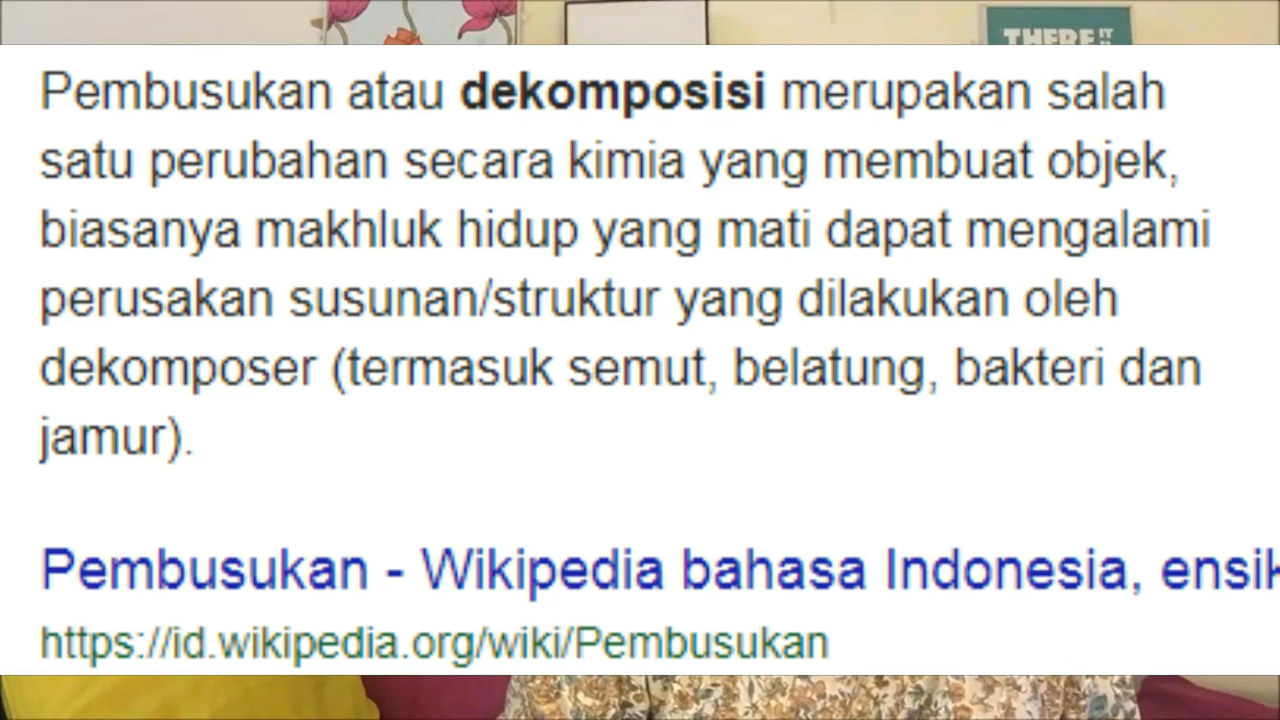 THERE
Pembusukan atau dekomposisi merupakan salah
satu perubahan secara kimia yang membuat objek,
biasanya makhluk hidup yang mati dapat mengalami
perusakan susunan/struktur yang dilakukan oleh
dekomposer (termasuk semut, belatung, bakteri dan
jamur).
Pembusukan - Wikipedia bahasa Indonesia, ensik
https://id.wikipedia.org/wiki/Pembusukan